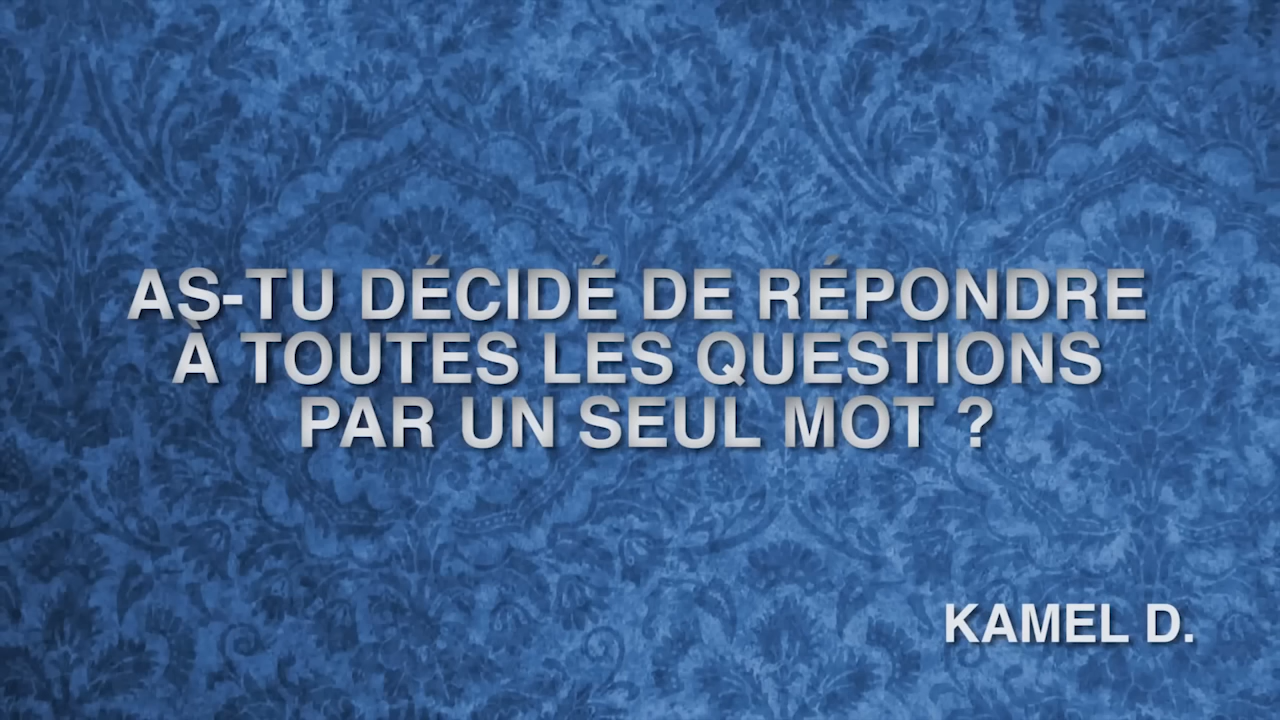 AS-TU DÉCIDÉ DE RÉPONDRE
À TOUTES LES QUESTIONS
PAR UN SEUL MOT ?
KAMEL D.